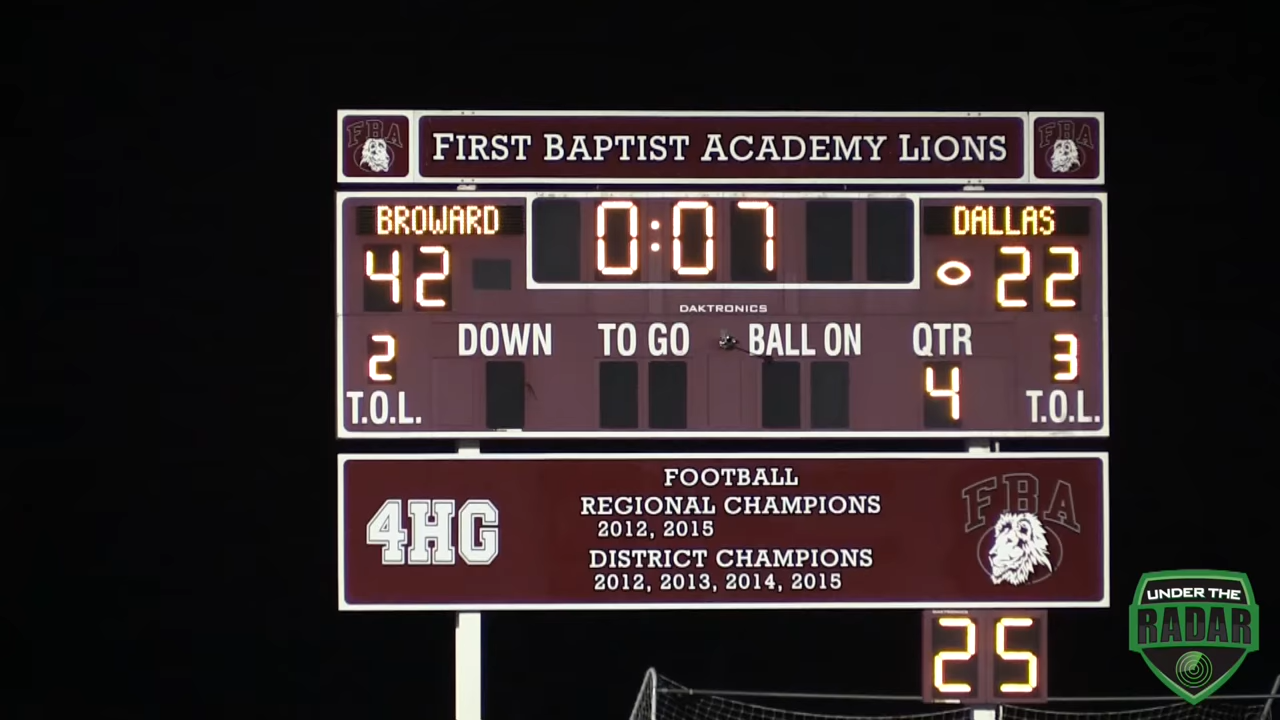 FBA
FIRST BAPTIST ACADEMY LIONS
FBA
BROWARD
0:07
DALLAS
42
22
DAKTRONICS
DOWN
TO GO
BALL ON
QTR
2
3
4
T.O.L.
T.O.L.
FOOTBALL
REGIONAL CHAMPIONS
2012, 2015
DISTRICT CHAMPIONS
2012, 2013, 2014, 2015
4HG
FBA
25
UNDER THE
RADAR